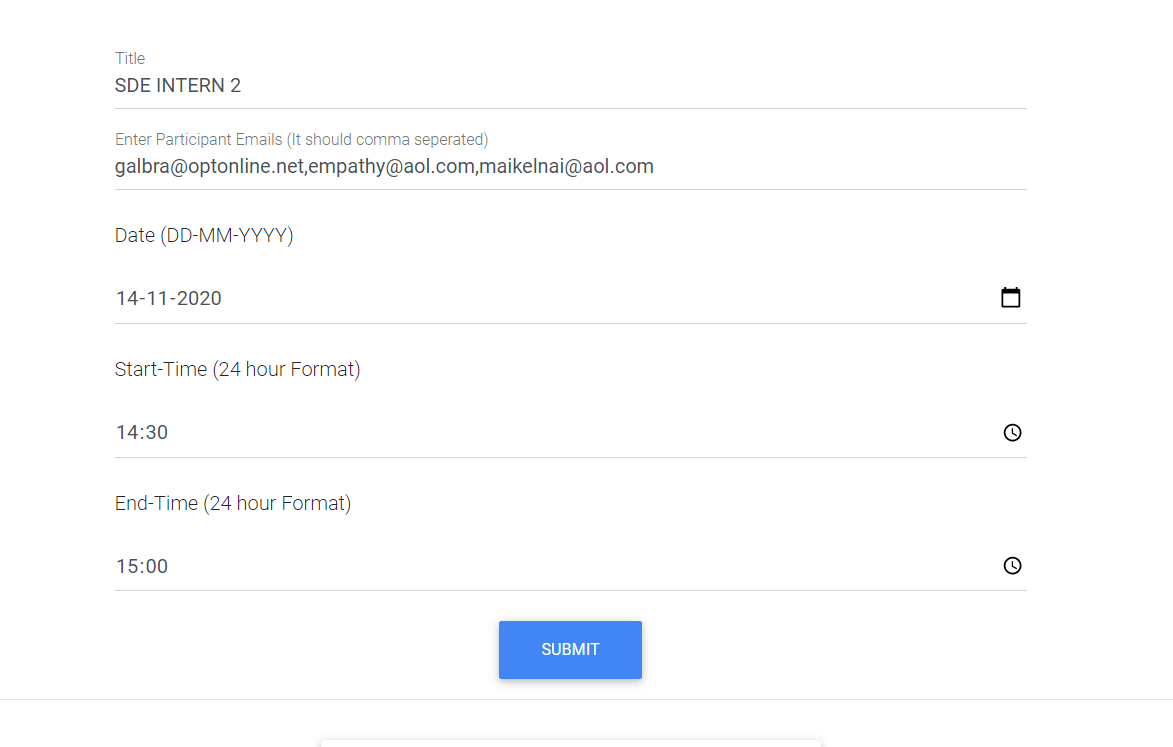 Title
SDE INTERN 2
Enter Participant Emails (It should comma seperated)
galbra@optonline.net,empathy@aol.com,maikelnai@aol.com
Date (DD-MM-YYYY)
14-11-2020
Start-Time (24 hour Format)
14:30
End-Time (24 hour Format)
15:00
SUBMIT